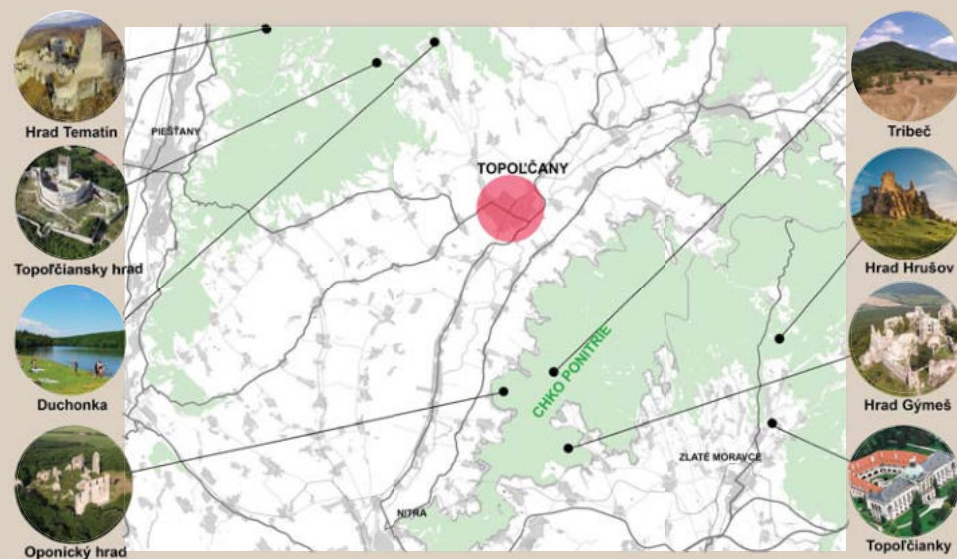 Hrad Tematín
Topoľčiansky hrad
Duchonka
Oponický hrad
PIEŠŤANY
TOPOĽČANY
CHKO PONITRIE
ZLATÉ MORAVCE
NITRA
Tribeč
Hrad Hrušov
Hrad Gýmeš
Topoľčianky